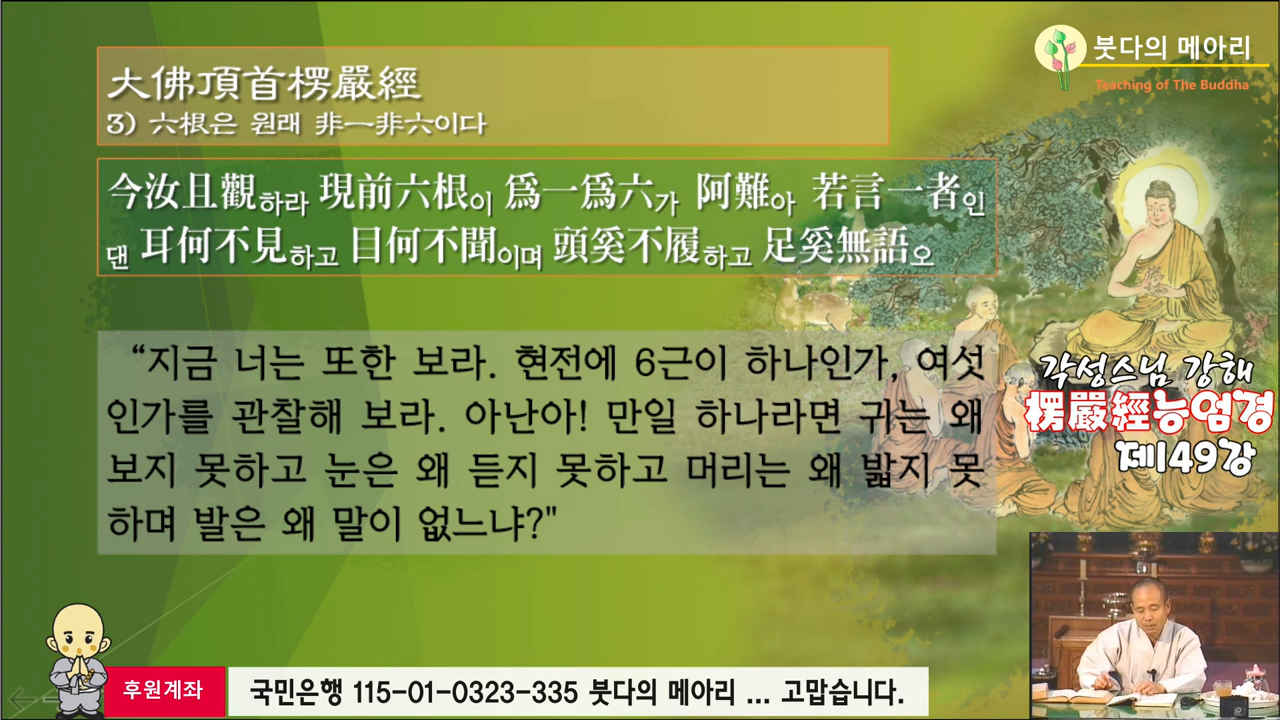 붓다의 메아리
Teaching of The Buddha
大佛頂首楞嚴經
3) 六根은 원래 非一非六이다
今汝且觀하라 現前六根이 爲一爲六가 阿難아 若言一者인
댄 耳何不見하고 目何不聞이며 頭奚不履하고 足奚無語오
“지금 너는 또한 보라. 현전에 6근이 하나인가, 여섯
인가를 관찰해 보라. 아난아! 만일 하나라면 귀는 왜
보지 못하고 눈은 왜 듣지 못하고 머리는 왜 밟지 못
하며 발은 왜 말이 없느냐?"
각성스님 강해
楞嚴經능엄경
제149강
후원계좌
국민은행 115-01-0323-335 붓다의 메아리 ... 고맙습니다.